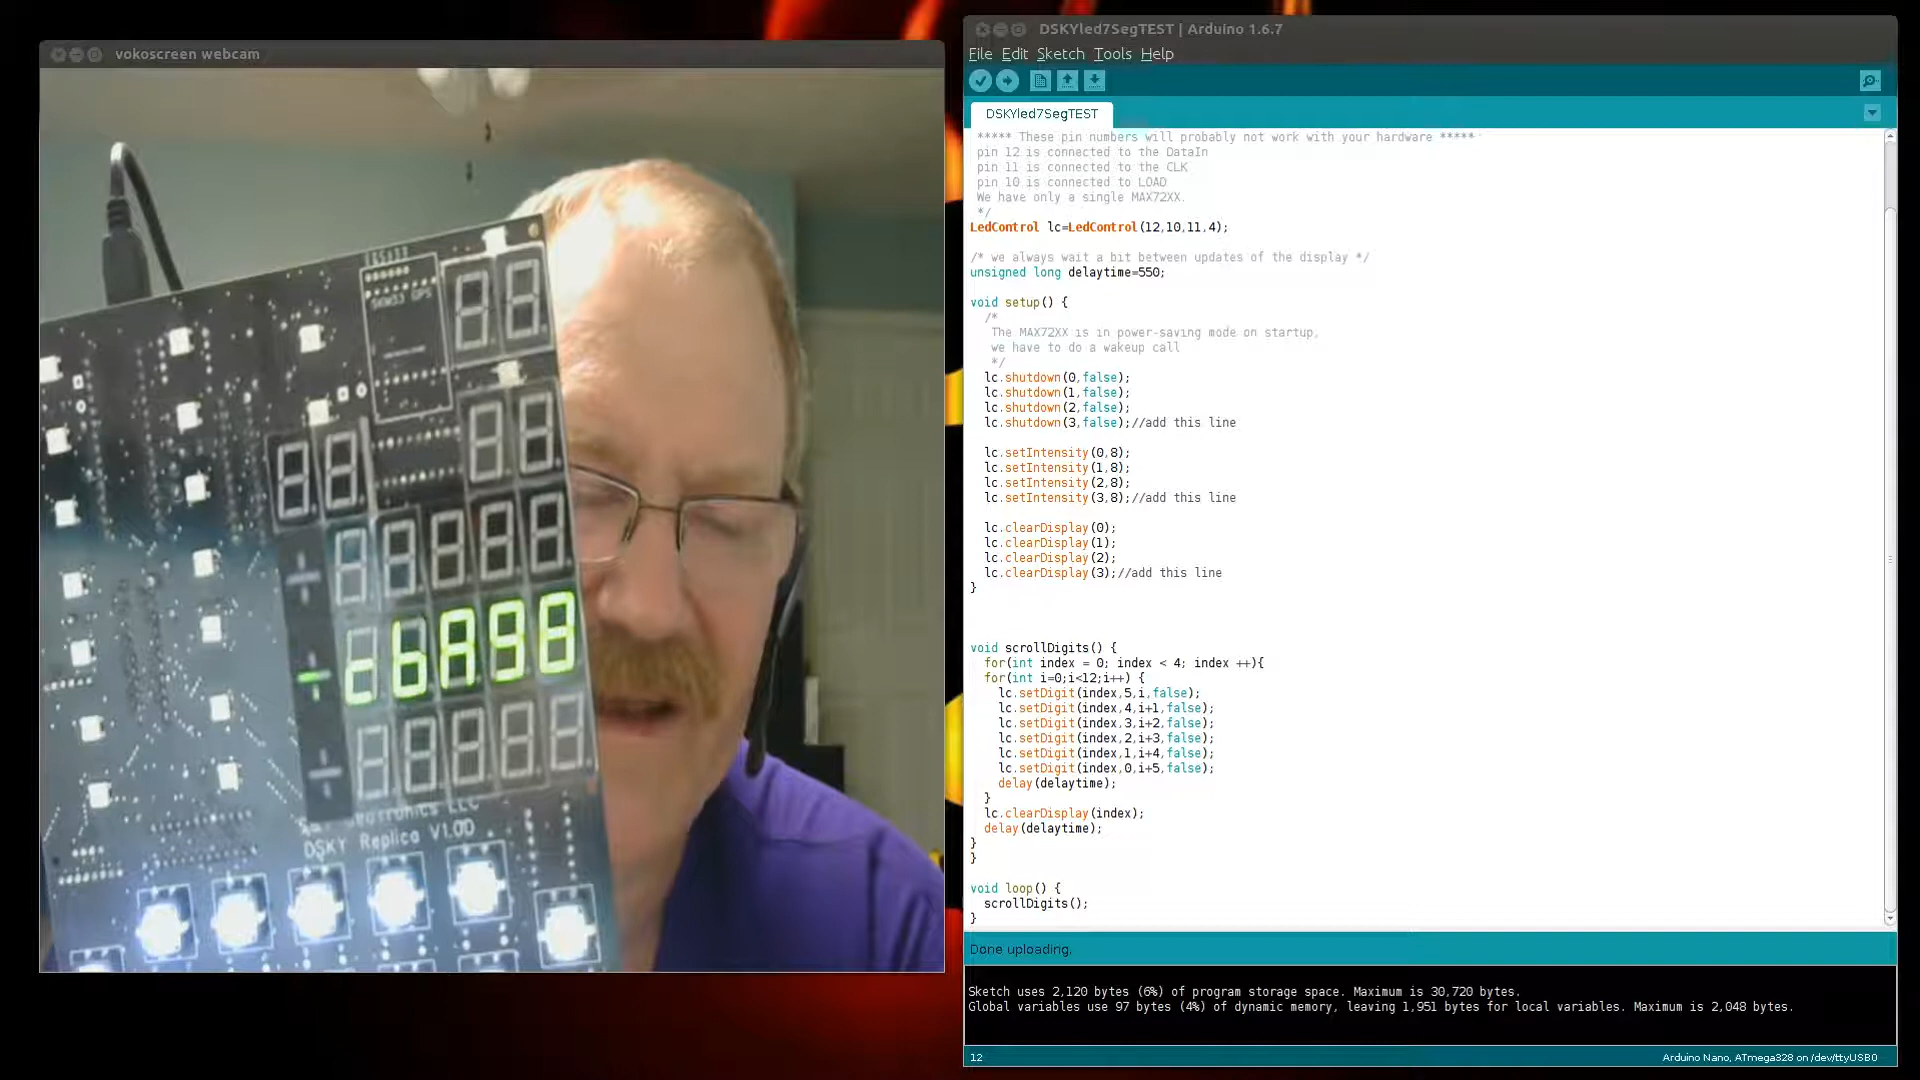 vokoscreen webcam
SKM33 GPS
cbA98
DSKY Replica V1.0D
DSKYled7SegTEST | Arduino 1.6.7
File Edit Sketch Tools Help
DSKYled7SegTEST
***** These pin numbers will probably not work with your hardware *****
pin 12 is connected to the DataIn
pin 11 is connected to the CLK
pin 10 is connected to LOAD
We have only a single MAX72XX.
*/
LedControl lc=LedControl(12,10,11,4);
/* we always wait a bit between updates of the display */
unsigned long delaytime=550;
void setup() {
/*
The MAX72XX is in power-saving mode on startup,
we have to do a wakeup call
*/
lc.shutdown(0,false);
lc.shutdown(1,false);
lc.shutdown(2,false);
lc.shutdown(3,false);//add this line
lc.setIntensity(0,8);
lc.setIntensity(1,8);
lc.setIntensity(2,8);
lc.setIntensity(3,8);//add this line
lc.clearDisplay(0);
lc.clearDisplay(1);
lc.clearDisplay(2);
lc.clearDisplay(3);//add this line
}
void scrollDigits() {
for(int index = 0; index < 4; index ++){
for(int i=0;i<12;i++) {
lc.setDigit(index,5,i,false);
lc.setDigit(index,4,i+1,false);
lc.setDigit(index,3,i+2,false);
lc.setDigit(index,2,i+3,false);
lc.setDigit(index,1,i+4,false);
lc.setDigit(index,0,i+5,false);
delay(delaytime);
}
lc.clearDisplay(index);
delay(delaytime);
}
}
void loop() {
scrollDigits();
}
Done uploading.
Sketch uses 2,120 bytes (6%) of program storage space. Maximum is 30,720 bytes.
Global variables use 97 bytes (4%) of dynamic memory, leaving 1,951 bytes for local variables. Maximum is 2,048 bytes.
12
Arduino Nano, ATmega328 on /dev/ttyUSB0